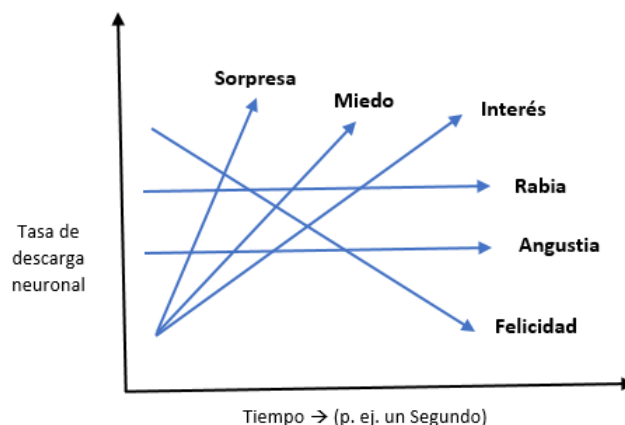 Sorpresa
Miedo
Interés
Rabia
Tasa de
descarga
neuronal
Angustia
Felicidad
Tiempo → (p. ej. un Segundo)